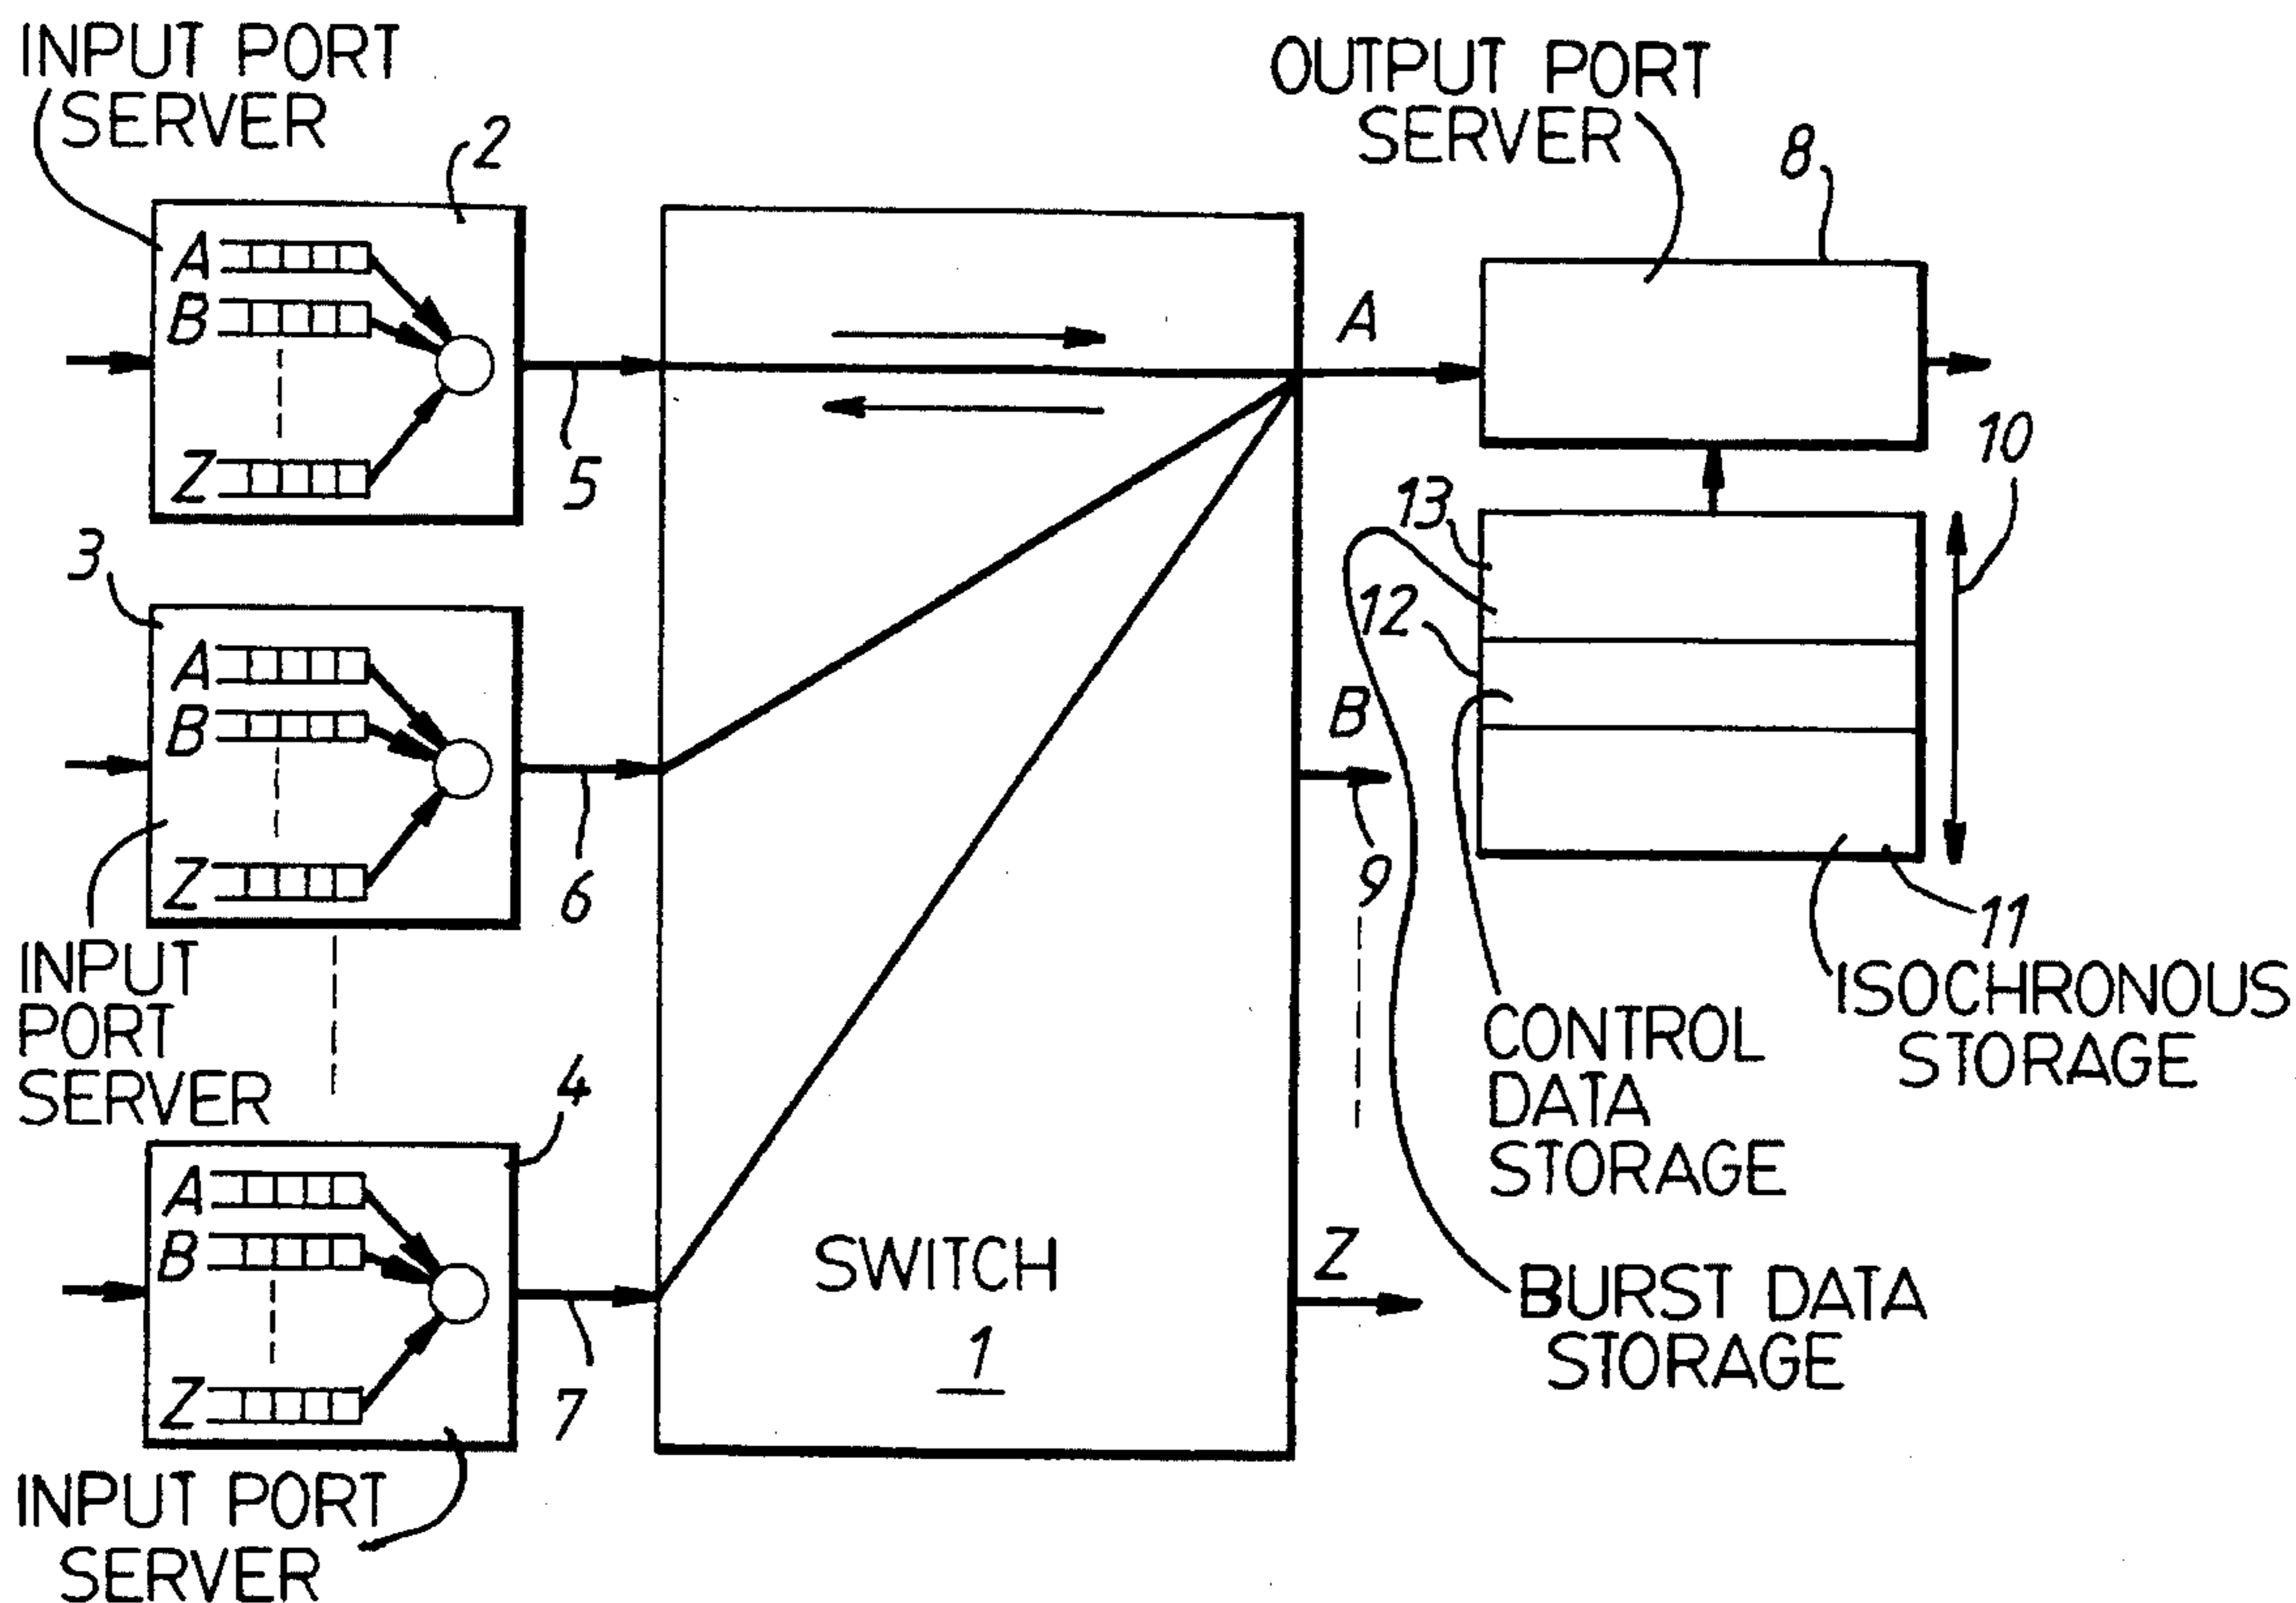 INPUT PORT
SERVER
2
A
B
Z
5
OUTPUT PORT
SERVER
8
A
10
13
12
11
3
A
B
Z
6
INPUT
PORT
SERVER
B
9
ISOCHRONOUS
STORAGE
CONTROL
DATA
STORAGE
4
A
B
Z
7
INPUT PORT
SERVER
SWITCH
1
Z
BURST DATA
STORAGE